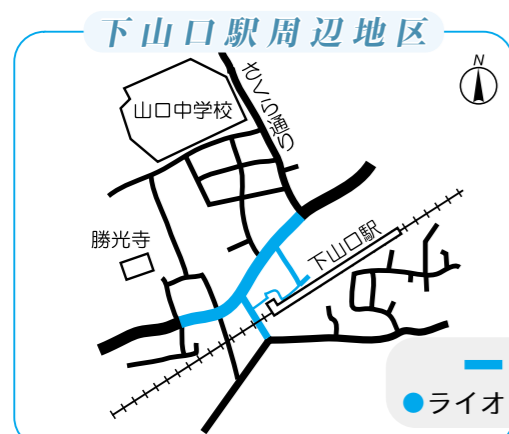 下山口駅周辺地区
N
さくら通り
山口中学校
勝光寺
下山口駅
●ライオ